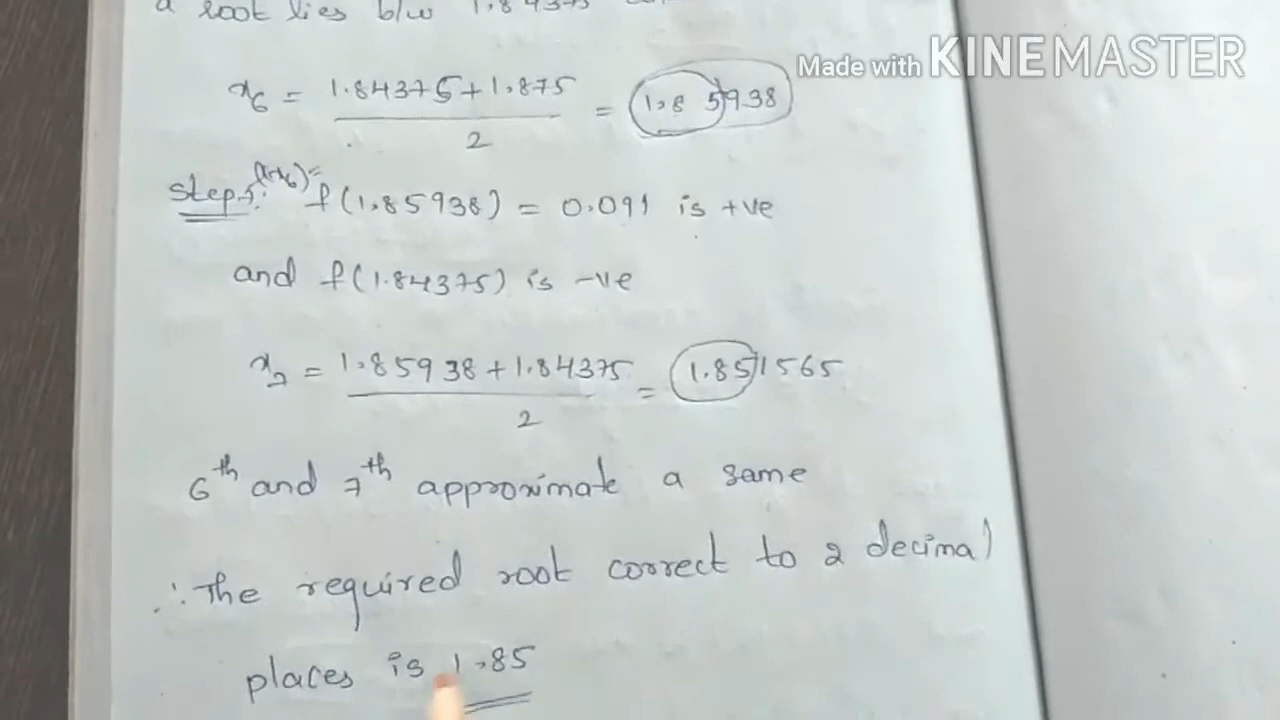 a root lies b/w 1.84375
Made with KINEMASTER
x6 = 1.84375+1.875 / 2 = 1.85938
Step-5: f(x6)= f(1.85938) = 0.091 is +ve
and f(1.84375) is -ve
x7 = 1.85938+1.84375 / 2 = 1.851565
6th and 7th approximate a same
∴ The required root correct to 2 decimal
places is 1.85